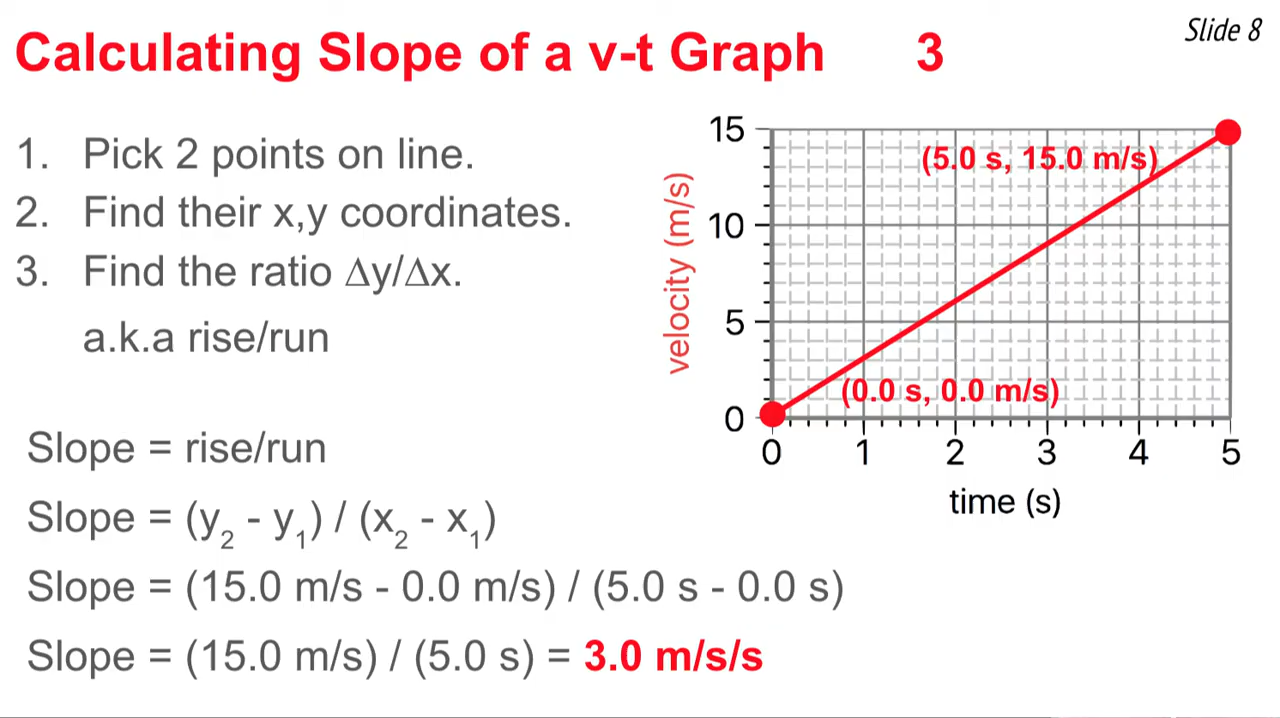 Slide 8
Calculating Slope of a v-t Graph 3
1. Pick 2 points on line.
2. Find their x,y coordinates.
3. Find the ratio Δy/Δx.
a.k.a rise/run
Slope = rise/run
Slope = (y₂ - y₁) / (x₂ - x₁)
Slope = (15.0 m/s - 0.0 m/s) / (5.0 s - 0.0 s)
Slope = (15.0 m/s) / (5.0 s) = 3.0 m/s/s
velocity (m/s)
15
10
5
0
(5.0 s, 15.0 m/s)
(0.0 s, 0.0 m/s)
0 1 2 3 4 5
time (s)